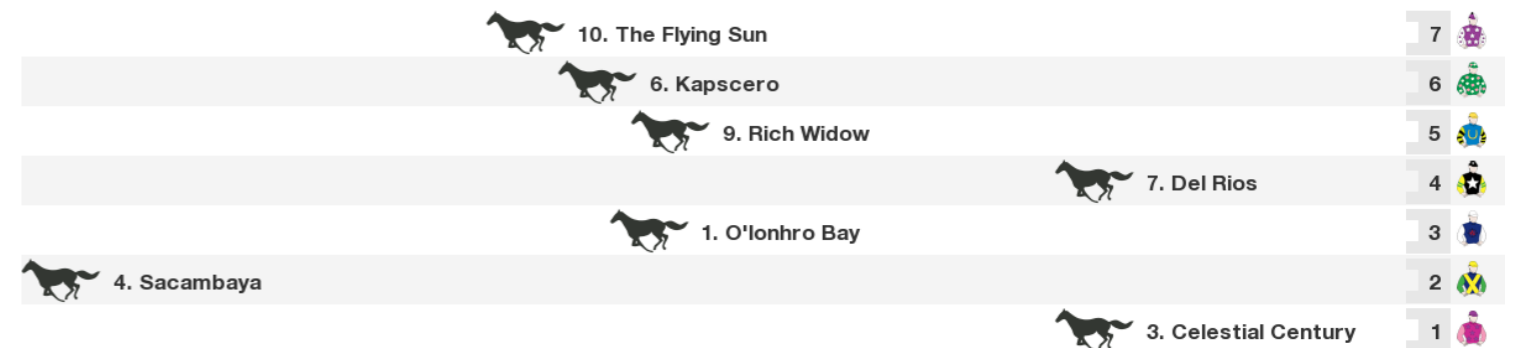 10. The Flying Sun 7
6. Kapscero 6
9. Rich Widow 5
7. Del Rios 4
1. O'lonhro Bay 3
4. Sacambaya 2
3. Celestial Century 1